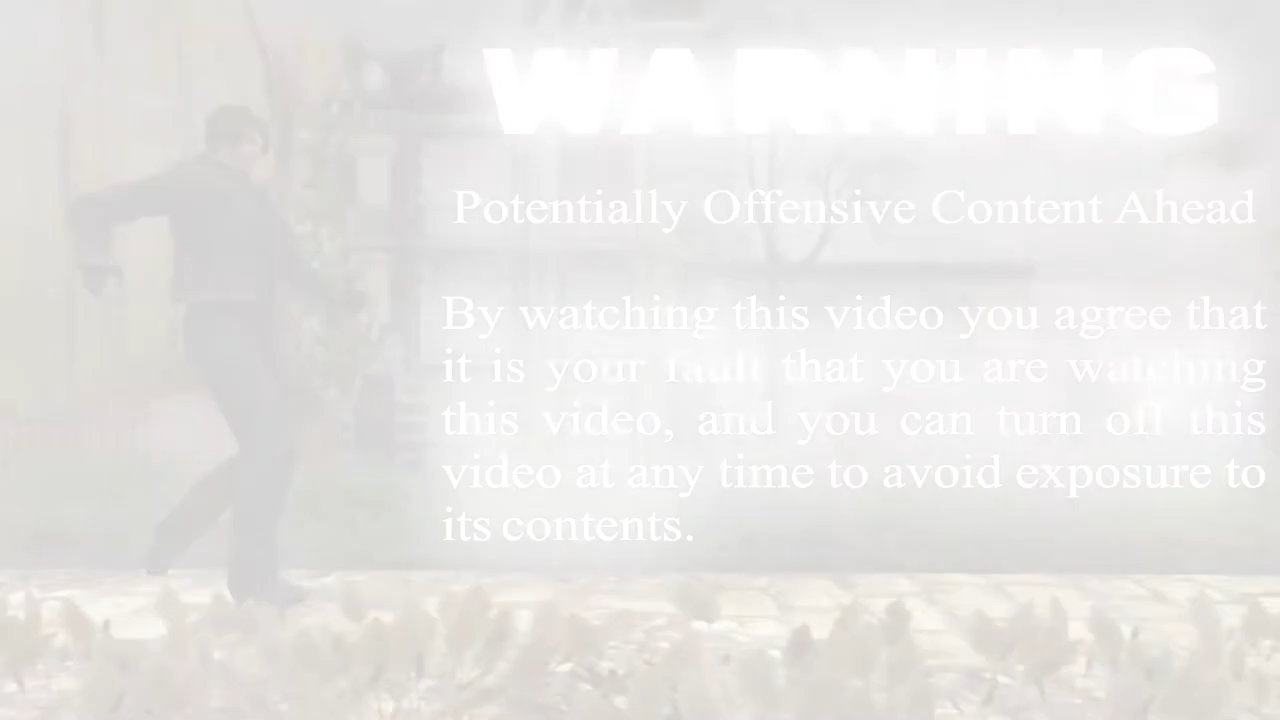 WARNING
Potentially Offensive Content Ahead
By watching this video you agree that
it is your fault that you are watching
this video, and you can turn off this
video at any time to avoid exposure to
its contents.